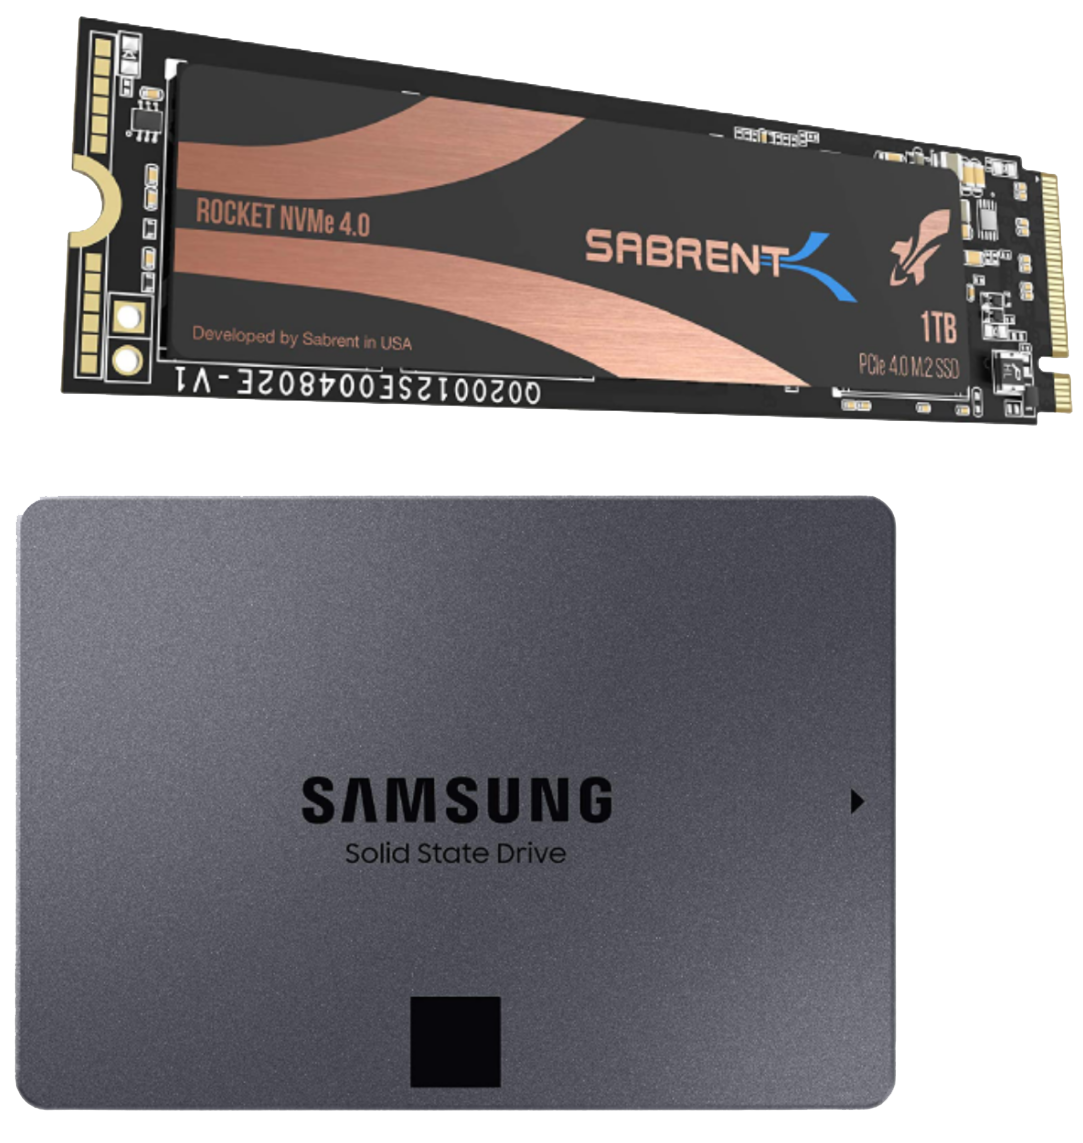 ROCKET NVMe 4.0
SABRENT
Developed by Sabrent in USA
1TB
PCIe 4.0 M.2 SSD
Q020012SE004802E-V1
SAMSUNG
Solid State Drive